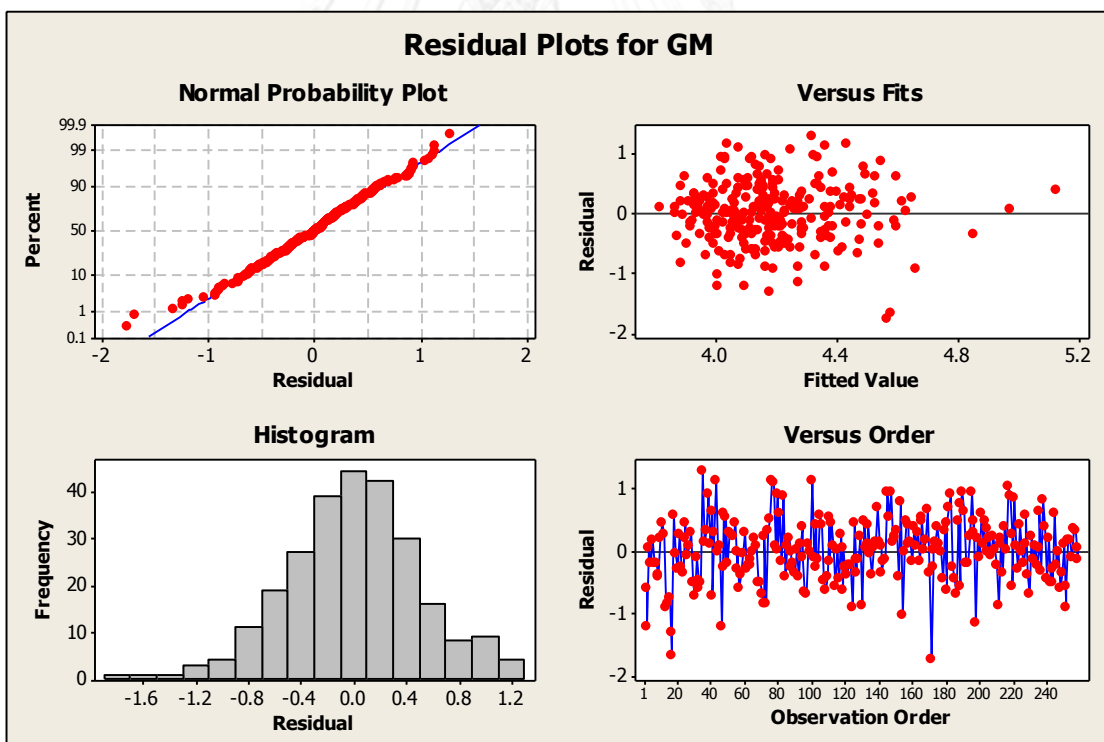 Residual Plots for GM
Normal Probability Plot
99.9
99
90
50
10
1
0.1
Percent
-2 -1 0 1 2
Residual
Versus Fits
1
0
-1
-2
Residual
4.0 4.4 4.8 5.2
Fitted Value
Histogram
40
30
20
10
0
Frequency
-1.6 -1.2 -0.8 -0.4 0.0 0.4 0.8 1.2
Residual
Versus Order
1
0
-1
-2
Residual
1 20 40 60 80 100 120 140 160 180 200 220 240
Observation Order